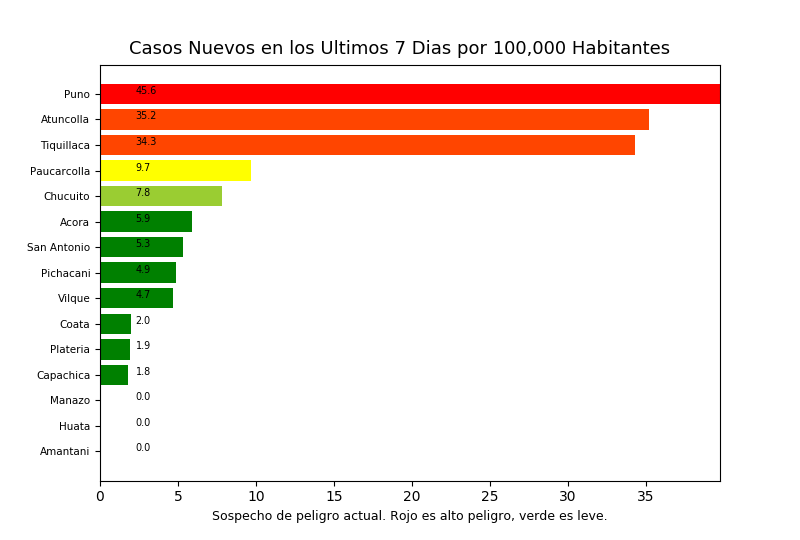 Casos Nuevos en los Ultimos 7 Dias por 100,000 Habitantes
Puno 45.6
Atuncolla 35.2
Tiquillaca 34.3
Paucarcolla 9.7
Chucuito 7.8
Acora 5.9
San Antonio 5.3
Pichacani 4.9
Vilque 4.7
Coata 2.0
Plateria 1.9
Capachica 1.8
Manazo 0.0
Huata 0.0
Amantani 0.0
0 5 10 15 20 25 30 35
Sospecho de peligro actual. Rojo es alto peligro, verde es leve.